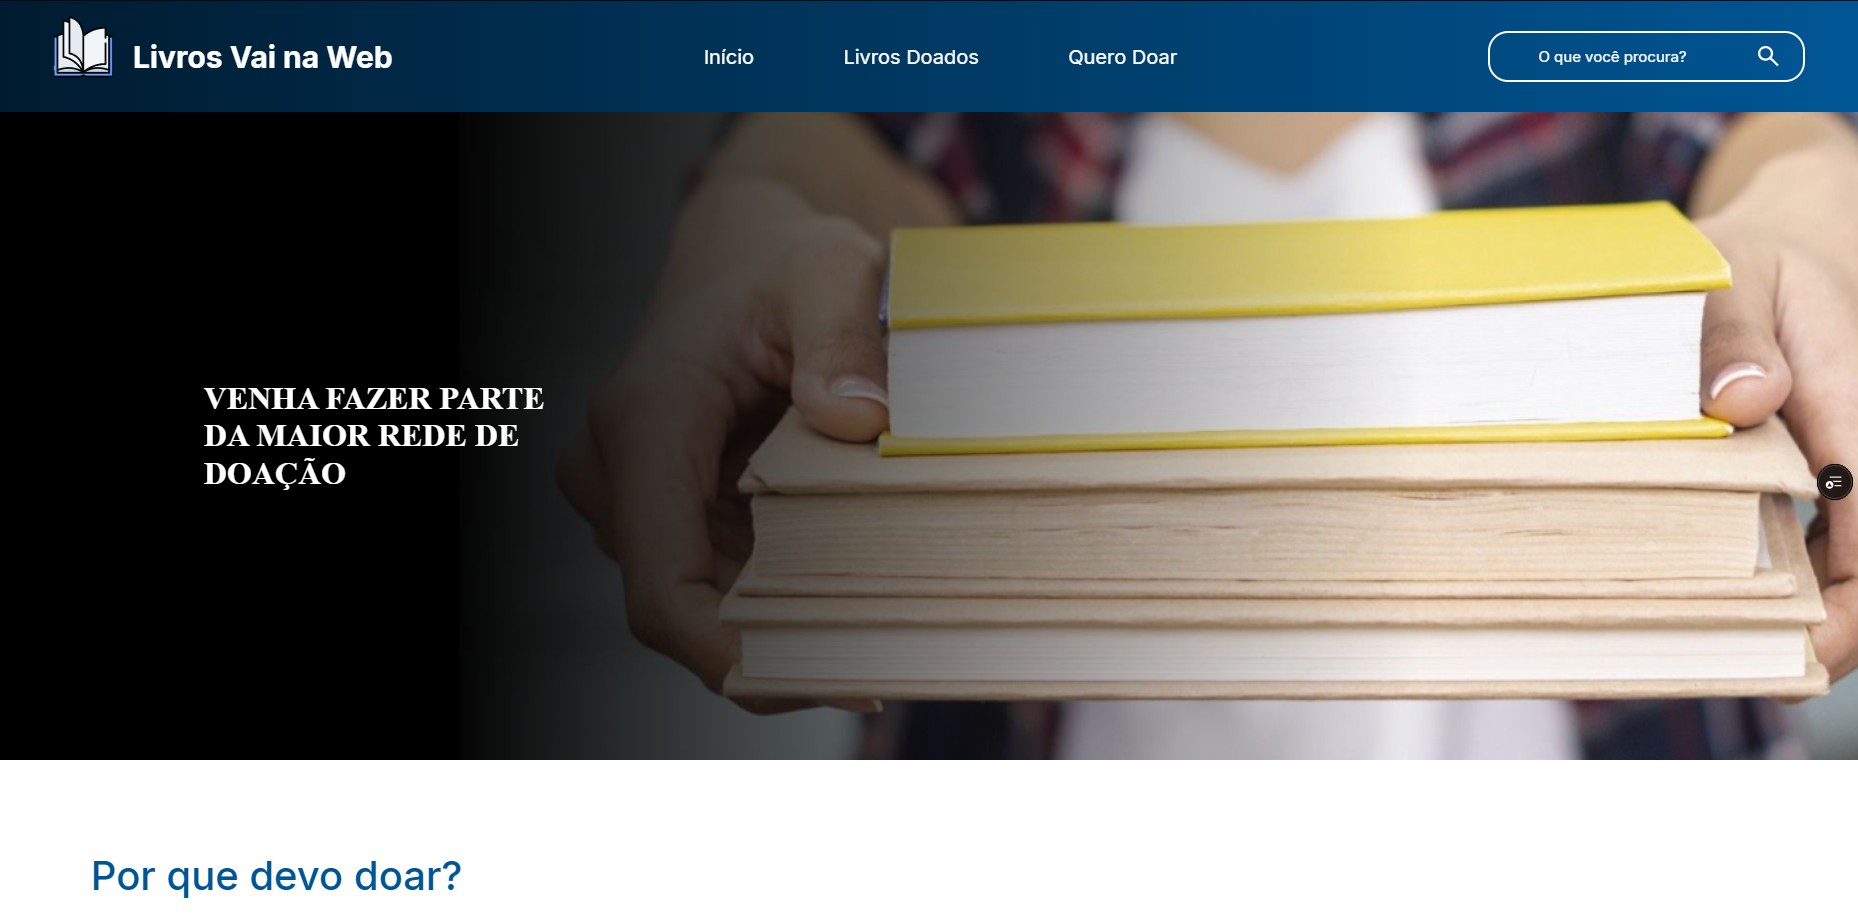 Livros Vai na Web
Início
Livros Doados
Quero Doar
O que você procura?
VENHA FAZER PARTE
DA MAIOR REDE DE
DOAÇÃO
Por que devo doar?